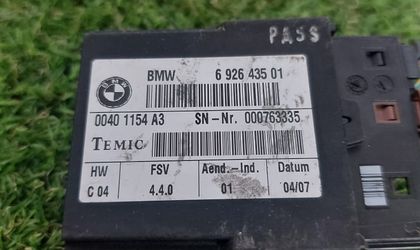 PASS
BMW 6 926 435 01
0040 1154 A3 SN-Nr. 000763335
TEMIC
HW FSV Aend.-Ind. Datum
C 04 4.4.0 01 04/07